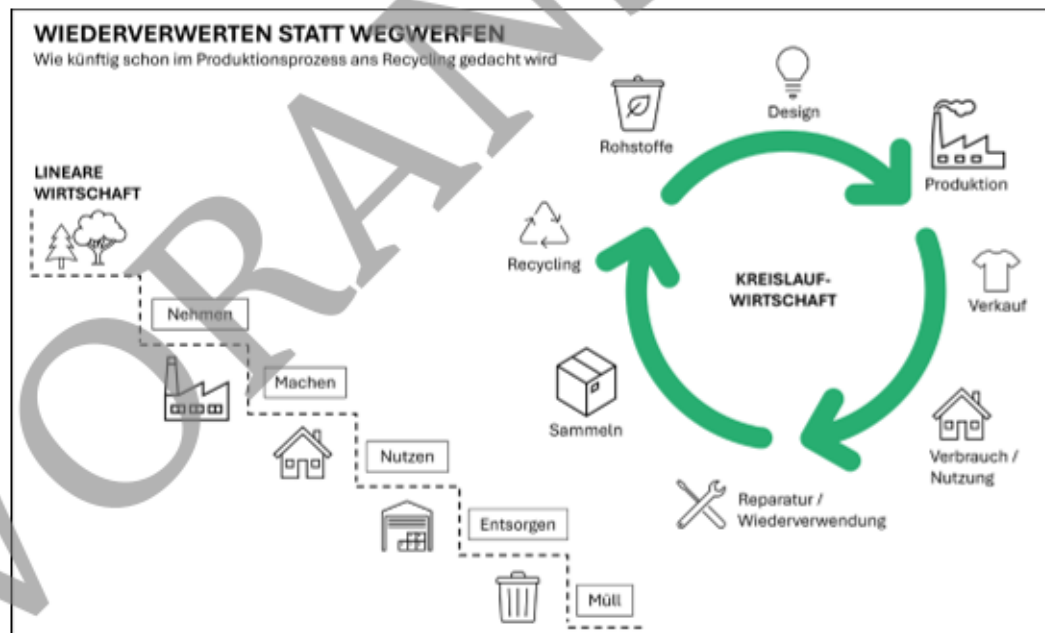 WIEDERVERWERTEN STATT WEGWERFEN
Wie künftig schon im Produktionsprozess ans Recycling gedacht wird
LINEARE
WIRTSCHAFT
Nehmen
Machen
Nutzen
Entsorgen
Müll
KREISLAUF-
WIRTSCHAFT
Design
Produktion
Verkauf
Verbrauch /
Nutzung
Reparatur /
Wiederverwendung
Sammeln
Recycling
Rohstoffe